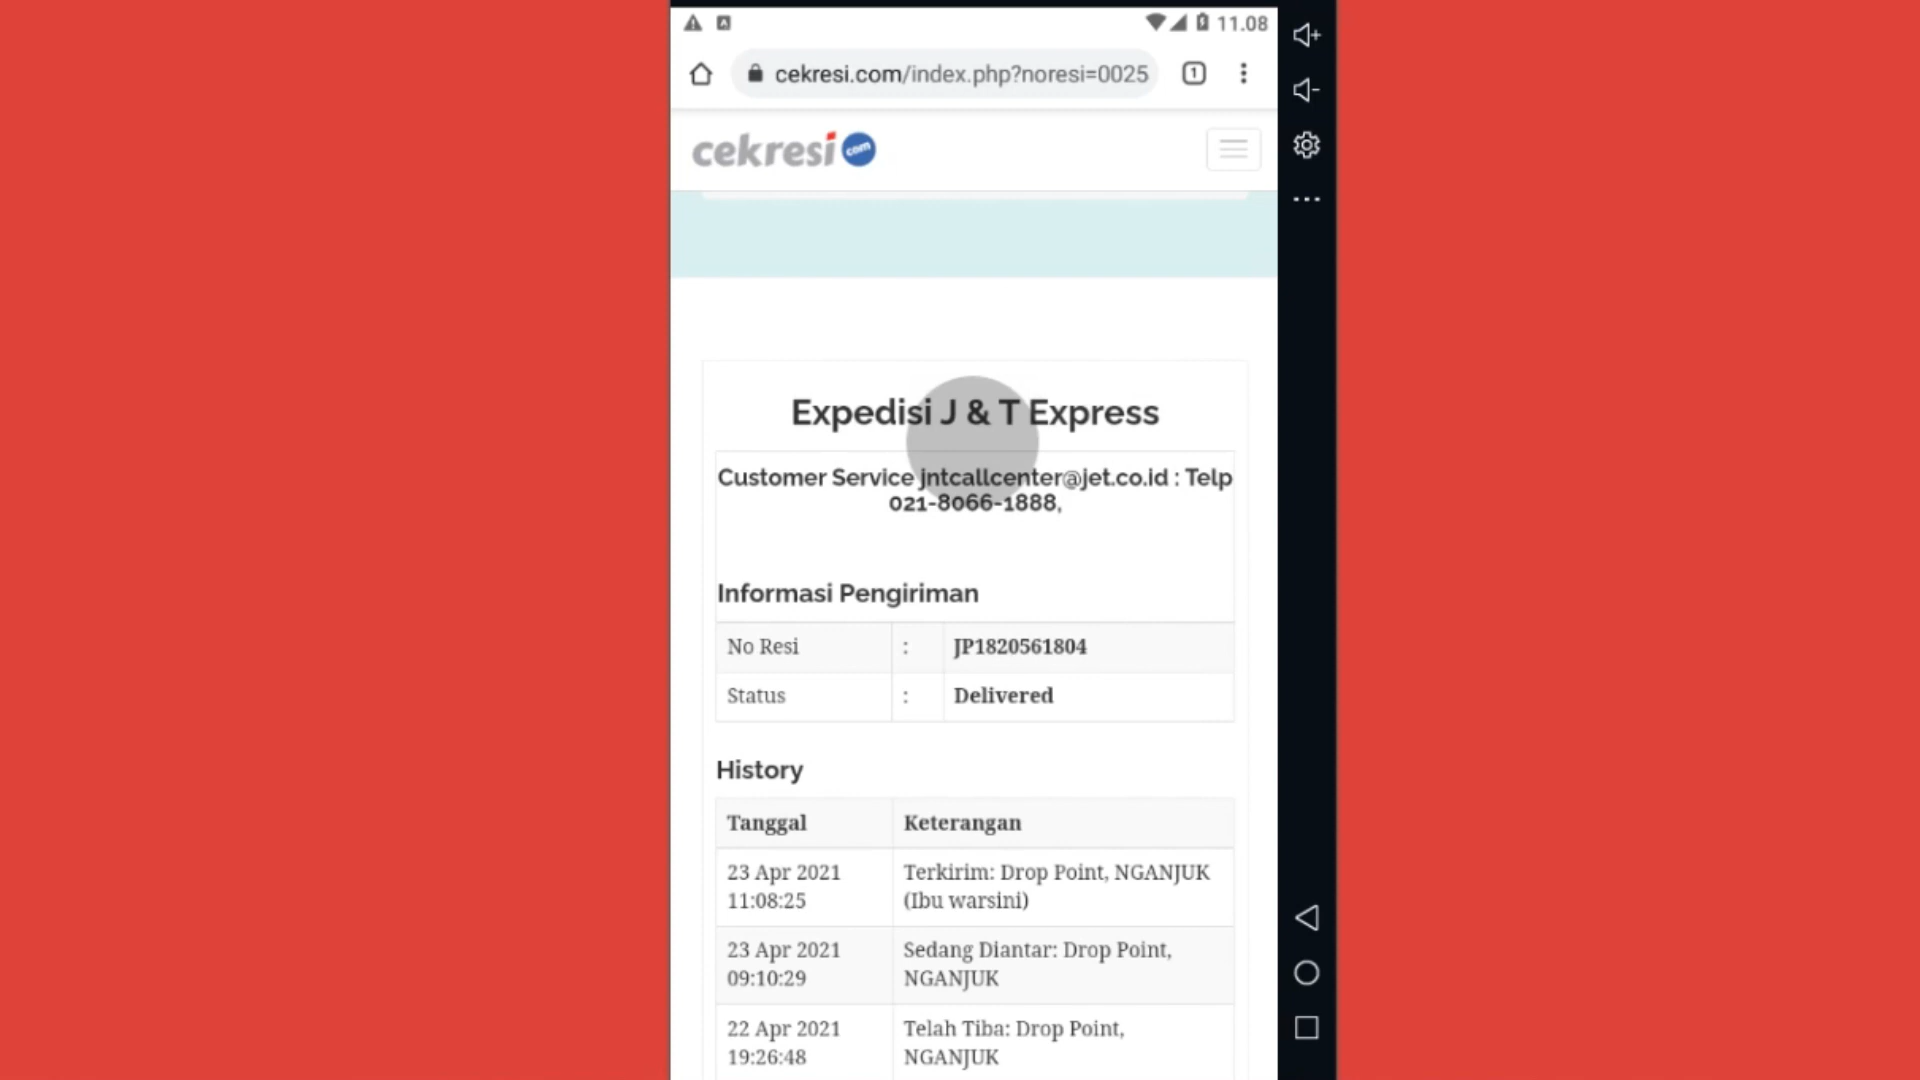 11.08
cekresi.com/index.php?noresi=0025
1
cekresi com
Expedisi J & T Express
Customer Service jntcallcenter@jet.co.id : Telp
021-8066-1888,
Informasi Pengiriman
No Resi : JP1820561804
Status : Delivered
History
Tanggal Keterangan
23 Apr 2021 Terkirim: Drop Point, NGANJUK
11:08:25 (Ibu warsini)
23 Apr 2021 Sedang Diantar: Drop Point,
09:10:29 NGANJUK
22 Apr 2021 Telah Tiba: Drop Point,
19:26:48 NGANJUK